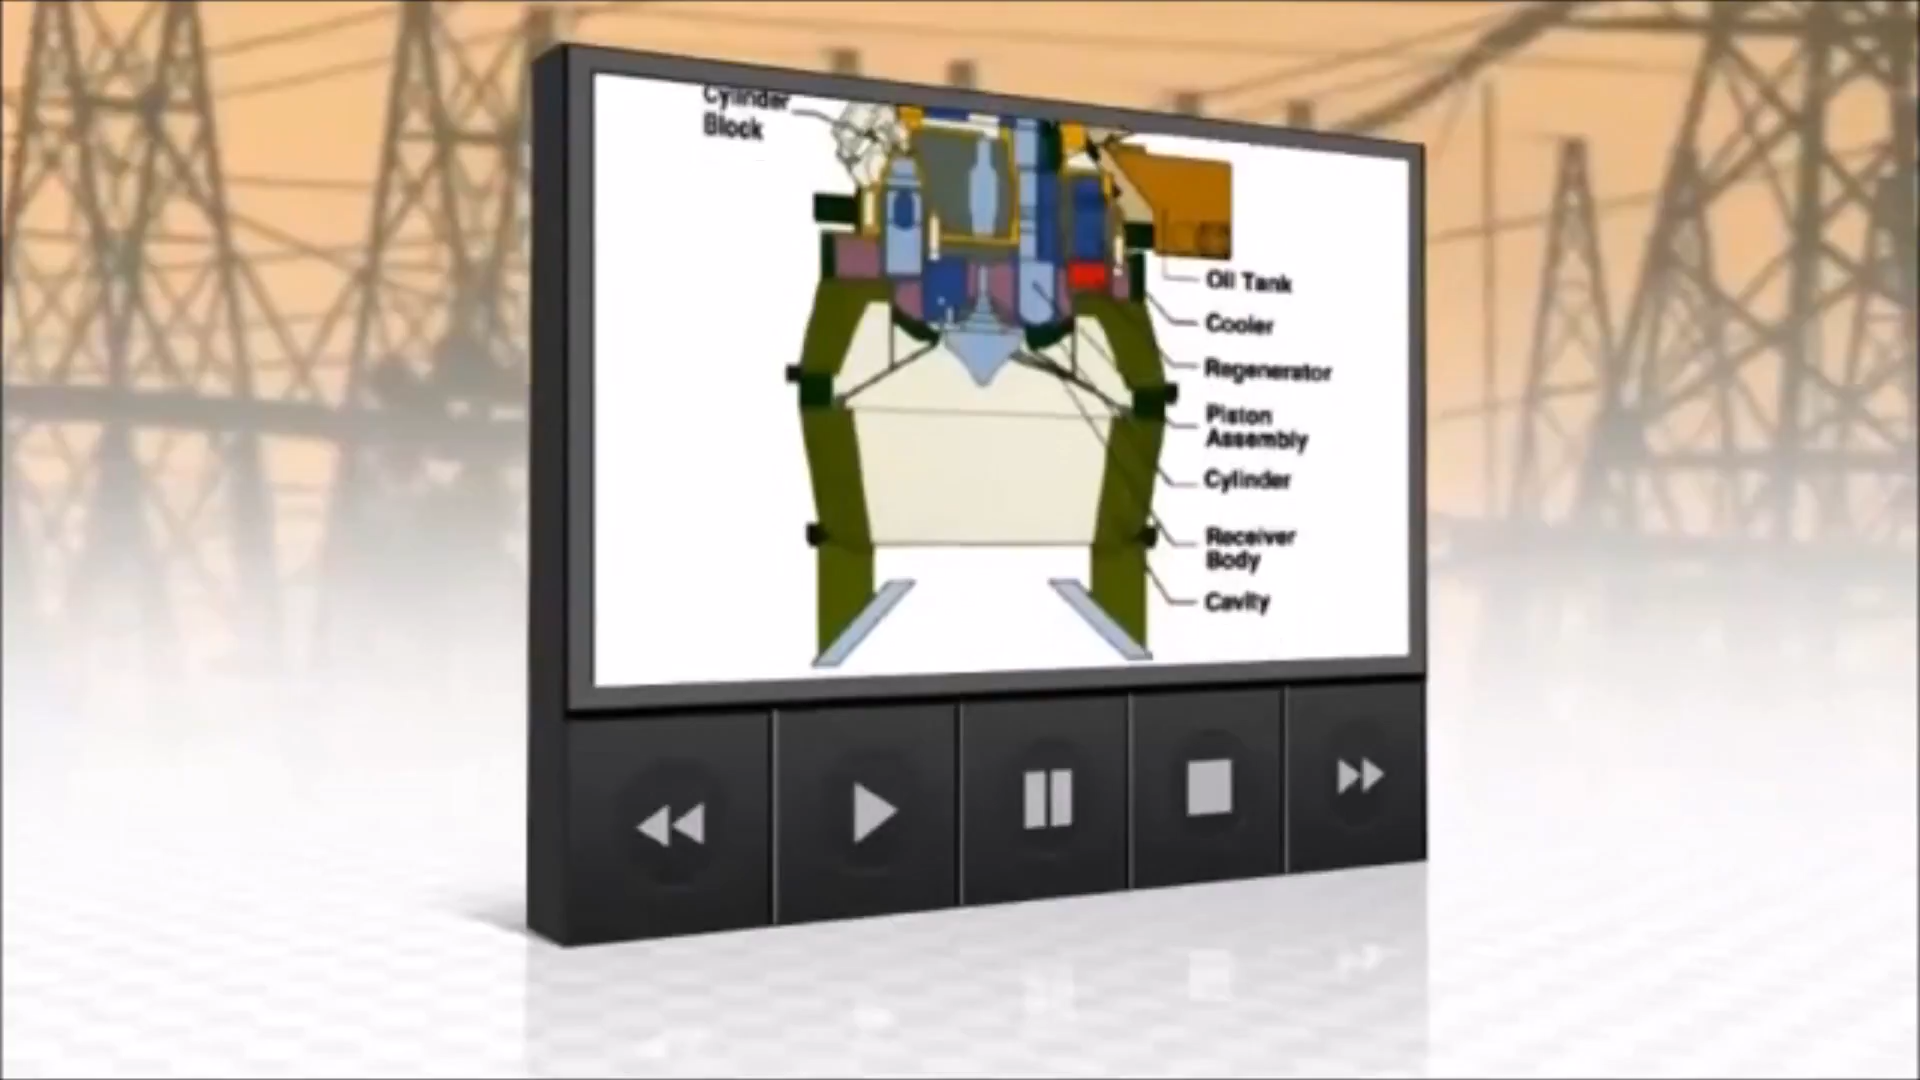 Cylinder
Block
Oil Tank
Cooler
Regenerator
Piston
Assembly
Cylinder
Receiver
Body
Cavity